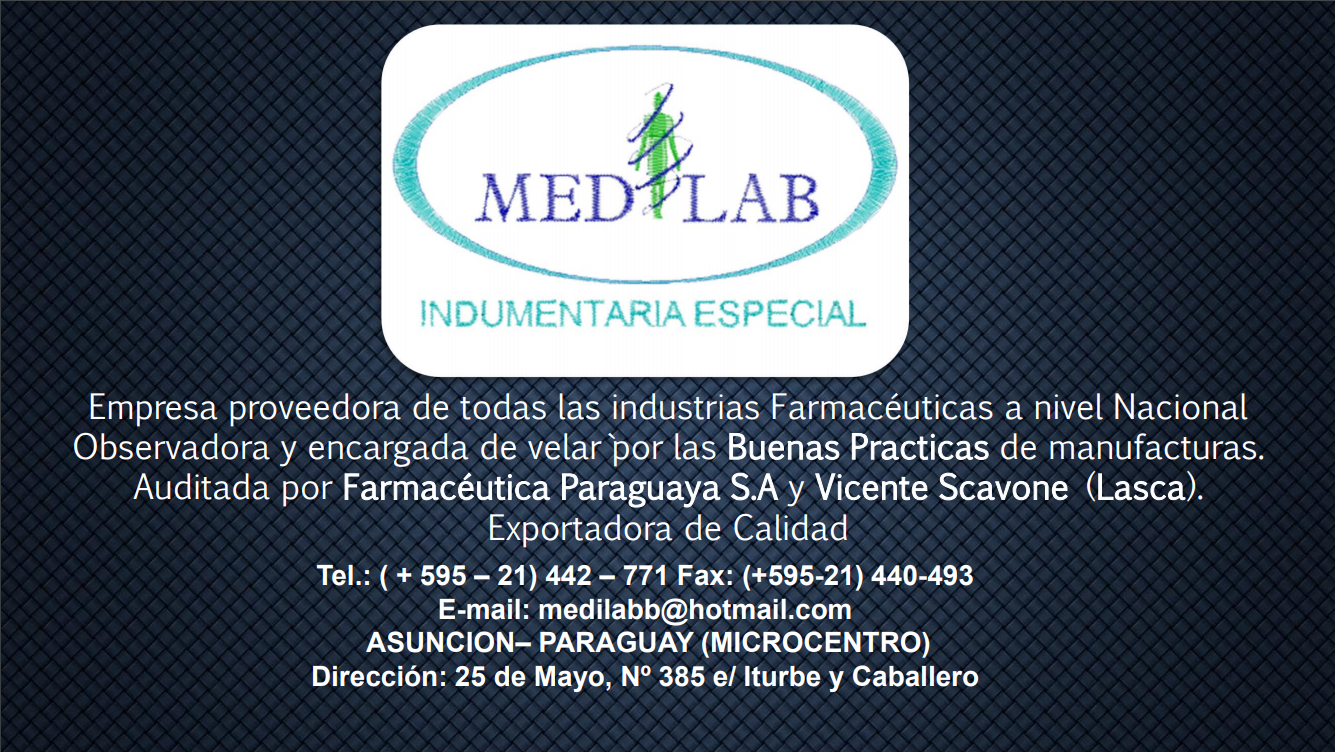 MEDILAB
INDUMENTARIA ESPECIAL
Empresa proveedora de todas las industrias Farmacéuticas a nivel Nacional
Observadora y encargada de velar `por las Buenas Practicas de manufacturas.
Auditada por Farmacéutica Paraguaya S.A y Vicente Scavone (Lasca).
Exportadora de Calidad
Tel.: ( + 595 – 21) 442 – 771 Fax: (+595-21) 440-493
E-mail: medilabb@hotmail.com
ASUNCION– PARAGUAY (MICROCENTRO)
Dirección: 25 de Mayo, Nº 385 e/ Iturbe y Caballero